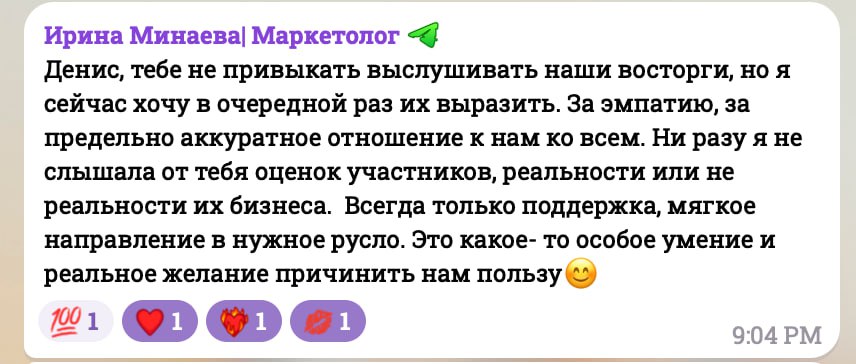 Ирина Минаева| Маркетолог
Денис, тебе не привыкать выслушивать наши восторги, но я
сейчас хочу в очередной раз их выразить. За эмпатию, за
предельно аккуратное отношение к нам ко всем. Ни разу я не
слышала от тебя оценок участников, реальности или не
реальности их бизнеса.  Всегда только поддержка, мягкое
направление в нужное русло. Это какое- то особое умение и
реальное желание причинить нам пользу😊
💯 1 ❤️ 1 ❤️‍🔥 1 💋 1
9:04 PM